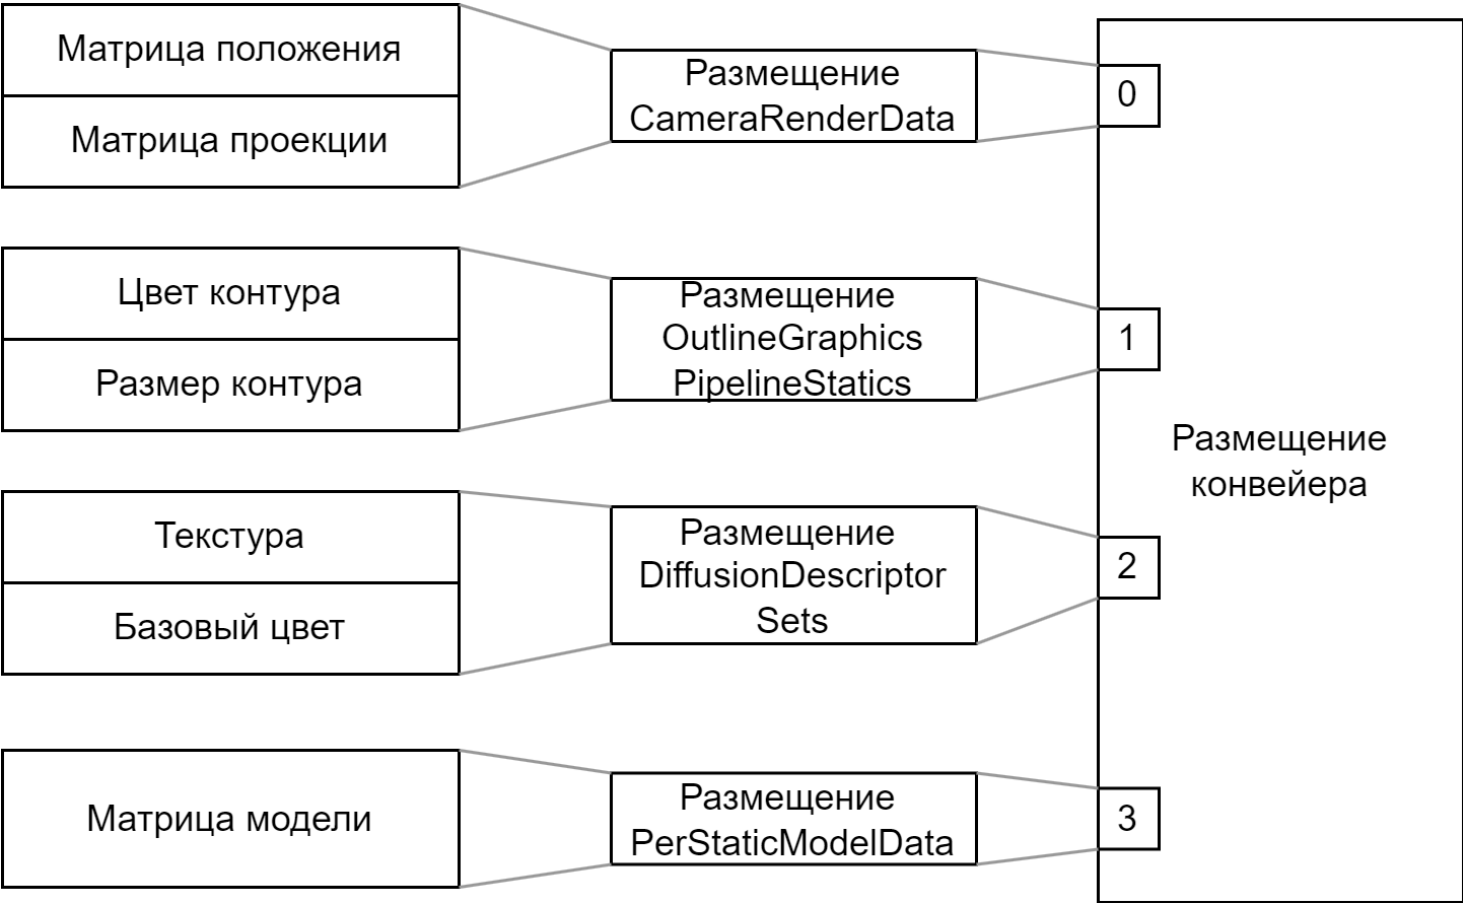 Матрица положения
Матрица проекции
Размещение
CameraRenderData
0
Цвет контура
Размер контура
Размещение
OutlineGraphics
PipelineStatics
1
Размещение
конвейера
Текстура
Базовый цвет
Размещение
DiffusionDescriptor
Sets
2
Матрица модели
Размещение
PerStaticModelData
3